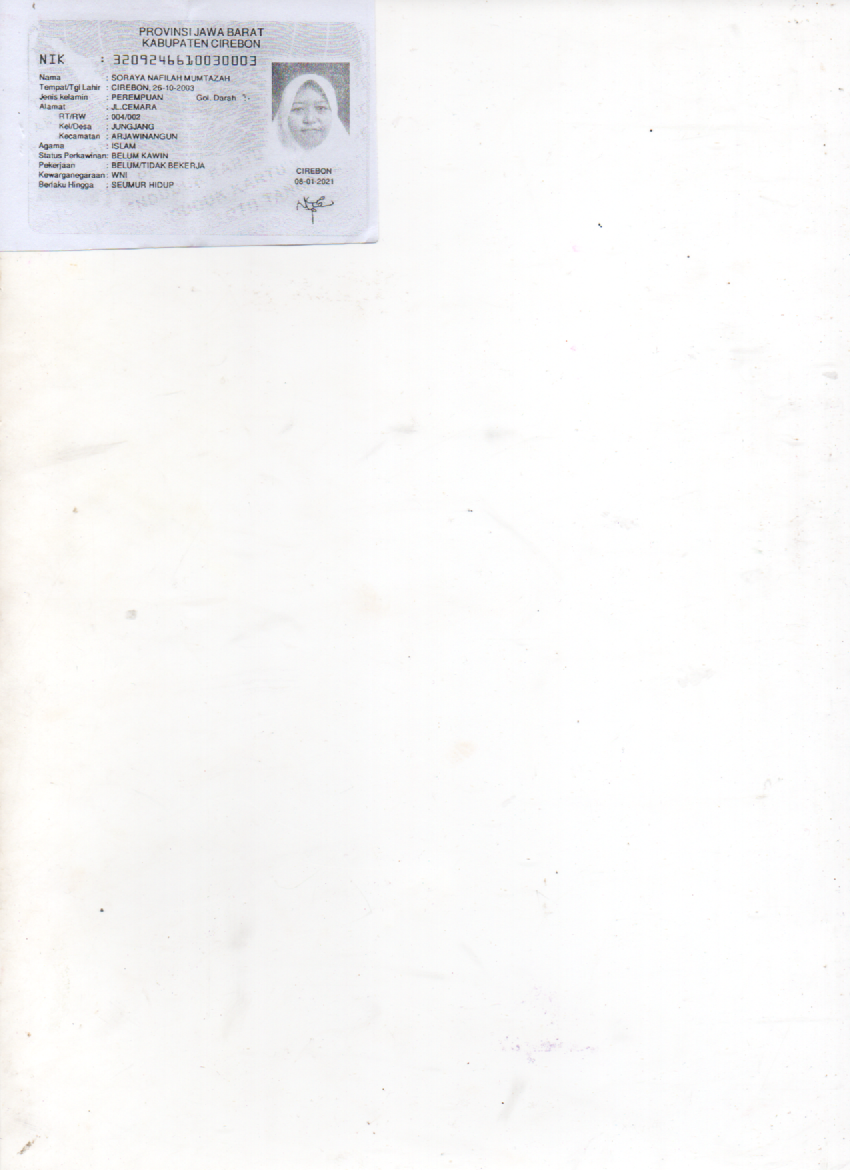 PROVINSI JAWA BARAT
KABUPATEN CIREBON
NIK : 3209246610030003
Nama : SORAYA NAFILAH MUMTAZAH
Tempat/Tgl Lahir : CIREBON, 26-10-2003
Jenis kelamin : PEREMPUAN Gol. Darah :-
Alamat : JL.CEMARA
RT/RW : 004/002
Kel/Desa : JUNGJANG
Kecamatan : ARJAWINANGUN
Agama : ISLAM
Status Perkawinan: BELUM KAWIN
Pekerjaan : BELUM/TIDAK BEKERJA
Kewarganegaraan: WNI
Berlaku Hingga : SEUMUR HIDUP
CIREBON
08-01-2021